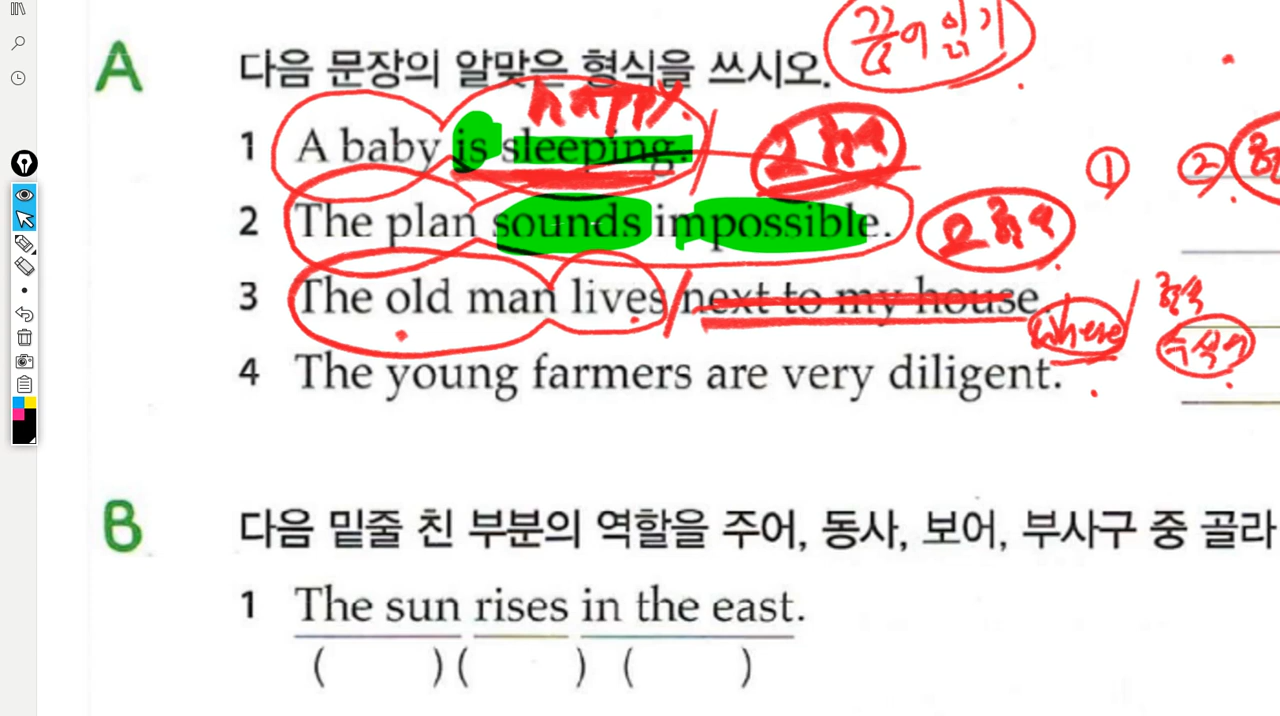 끊어 읽기
A 다음 문장의 알맞은 형식을 쓰시오.
happy.
1 A baby is sleeping.
① ②
2 The plan sounds impossible.
3 The old man lives next to my house.
where
수식어
4 The young farmers are very diligent.
B 다음 밑줄 친 부분의 역할을 주어, 동사, 보어, 부사구 중 골라
1 The sun rises in the east.
( ) ( ) ( )